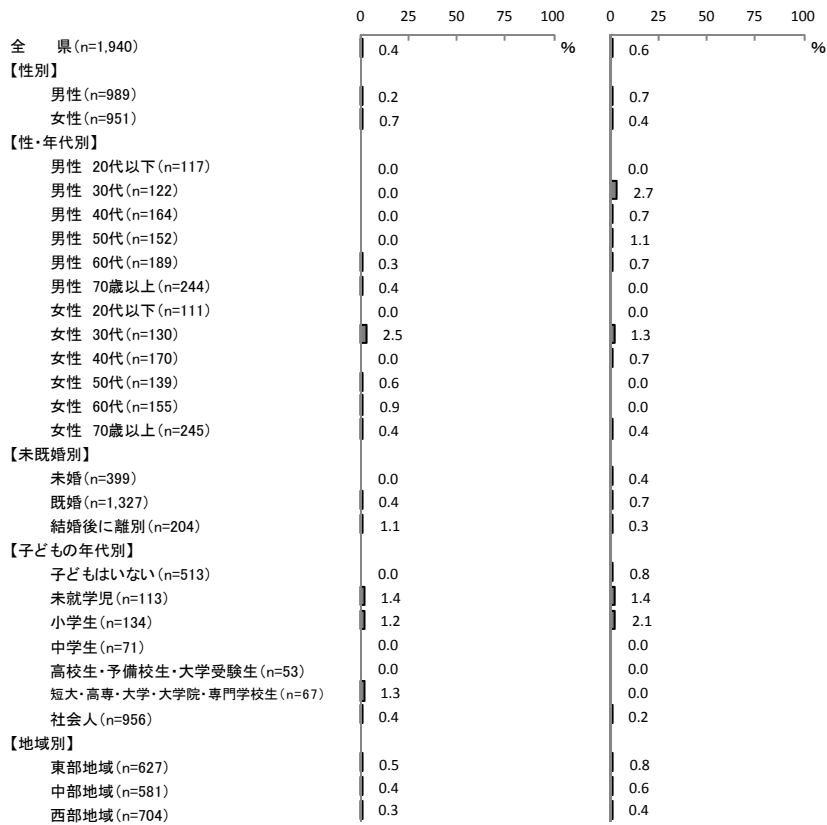 0 25 50 75 100 0 25 50 75 100
全　　県(n=1,940) 0.4 % 0.6 %
【性別】
男性(n=989) 0.2 0.7
女性(n=951) 0.7 0.4
【性・年代別】
男性 20代以下(n=117) 0.0 0.0
男性 30代(n=122) 0.0 2.7
男性 40代(n=164) 0.0 0.7
男性 50代(n=152) 0.0 1.1
男性 60代(n=189) 0.3 0.7
男性 70歳以上(n=244) 0.4 0.0
女性 20代以下(n=111) 0.0 0.0
女性 30代(n=130) 2.5 1.3
女性 40代(n=170) 0.0 0.7
女性 50代(n=139) 0.6 0.0
女性 60代(n=155) 0.9 0.0
女性 70歳以上(n=245) 0.4 0.4
【未既婚別】
未婚(n=399) 0.0 0.4
既婚(n=1,327) 0.4 0.7
結婚後に離別(n=204) 1.1 0.3
【子どもの年代別】
子どもはいない(n=513) 0.0 0.8
未就学児(n=113) 1.4 1.4
小学生(n=134) 1.2 2.1
中学生(n=71) 0.0 0.0
高校生・予備校生・大学受験生(n=53) 0.0 0.0
短大・高専・大学・大学院・専門学校生(n=67) 1.3 0.0
社会人(n=956) 0.4 0.2
【地域別】
東部地域(n=627) 0.5 0.8
中部地域(n=581) 0.4 0.6
西部地域(n=704) 0.3 0.4